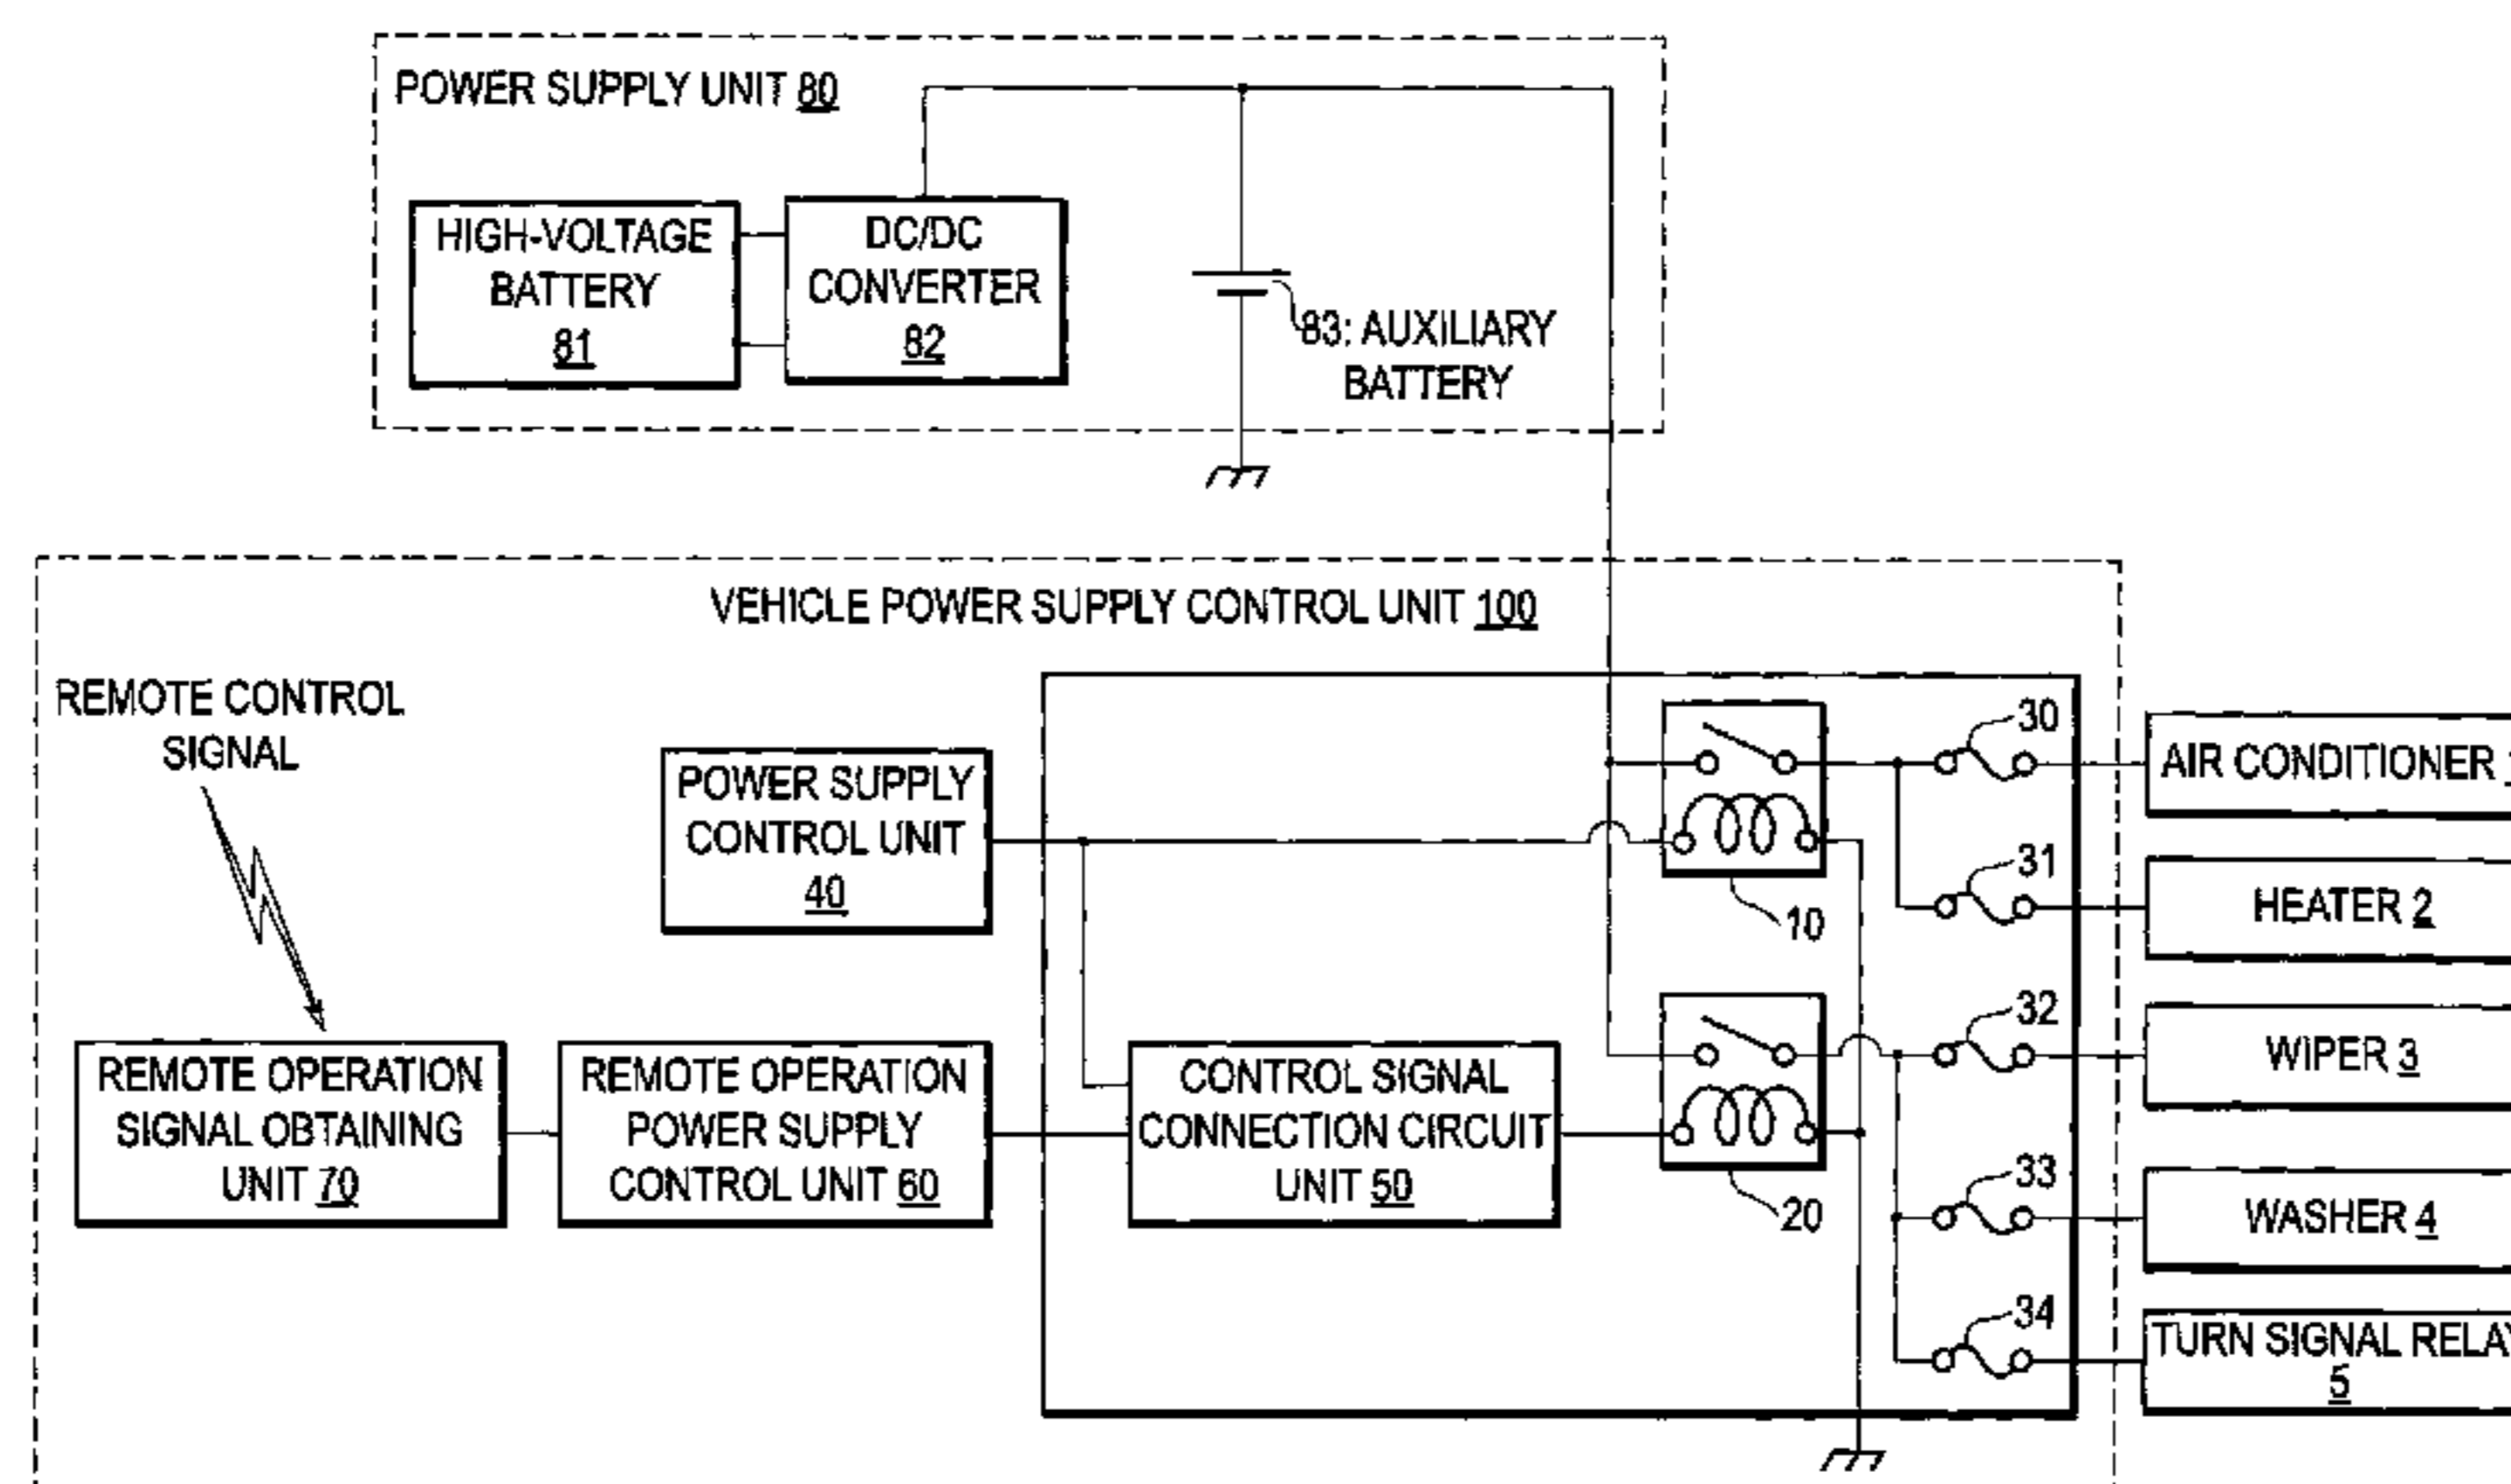 POWER SUPPLY UNIT 80
HIGH-VOLTAGE
BATTERY
81
DC/DC
CONVERTER
82
83: AUXILIARY
BATTERY
VEHICLE POWER SUPPLY CONTROL UNIT 100
REMOTE CONTROL
SIGNAL
POWER SUPPLY
CONTROL UNIT
40
REMOTE OPERATION
SIGNAL OBTAINING
UNIT 70
REMOTE OPERATION
POWER SUPPLY
CONTROL UNIT 60
CONTROL SIGNAL
CONNECTION CIRCUIT
UNIT 50
10
20
30
31
32
33
34
AIR CONDITIONER
HEATER 2
WIPER 3
WASHER 4
TURN SIGNAL RELAY
5